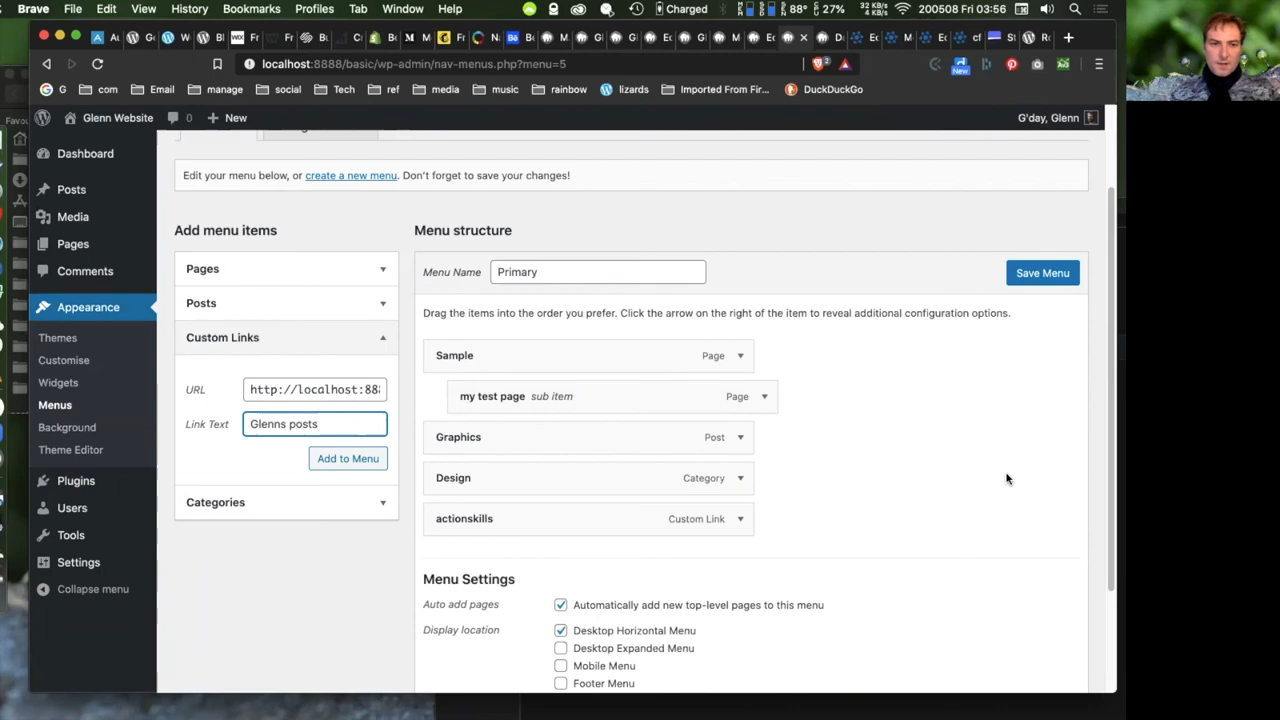 Brave File Edit View History Bookmarks Profiles Tab Window Help
Charged 88° 27% 32 KB/s 4 KB/s 200508 Fri 03:56
localhost:8888/basic/wp-admin/nav-menus.php?menu=5
New
G com Email manage social Tech ref media music rainbow lizards Imported From Fir... DuckDuckGo
Glenn Website 0 New G'day, Glenn
Dashboard
Posts
Media
Pages
Comments
Appearance
Themes
Customise
Widgets
Menus
Background
Theme Editor
Plugins
Users
Tools
Settings
Collapse menu
Edit your menu below, or create a new menu. Don't forget to save your changes!
Add menu items
Pages
Posts
Custom Links
URL http://localhost:88
Link Text Glenns posts
Add to Menu
Categories
Menu structure
Menu Name Primary Save Menu
Drag the items into the order you prefer. Click the arrow on the right of the item to reveal additional configuration options.
Sample Page
my test page sub item Page
Graphics Post
Design Category
actionskills Custom Link
Menu Settings
Auto add pages Automatically add new top-level pages to this menu
Display location Desktop Horizontal Menu
Desktop Expanded Menu
Mobile Menu
Footer Menu